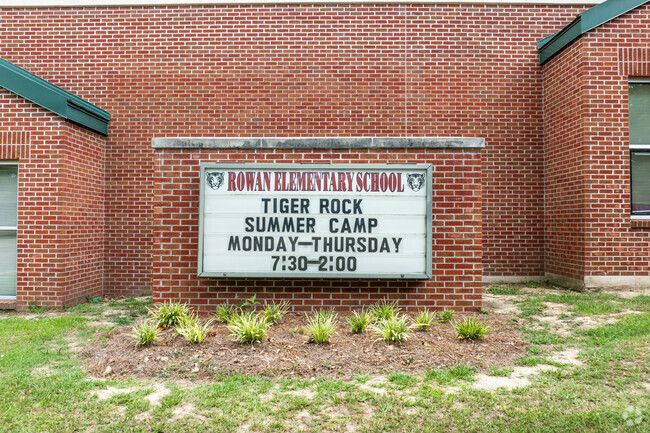 ROWAN ELEMENTARY SCHOOL
TIGER ROCK
SUMMER CAMP
MONDAY-THURSDAY
7:30-2:00